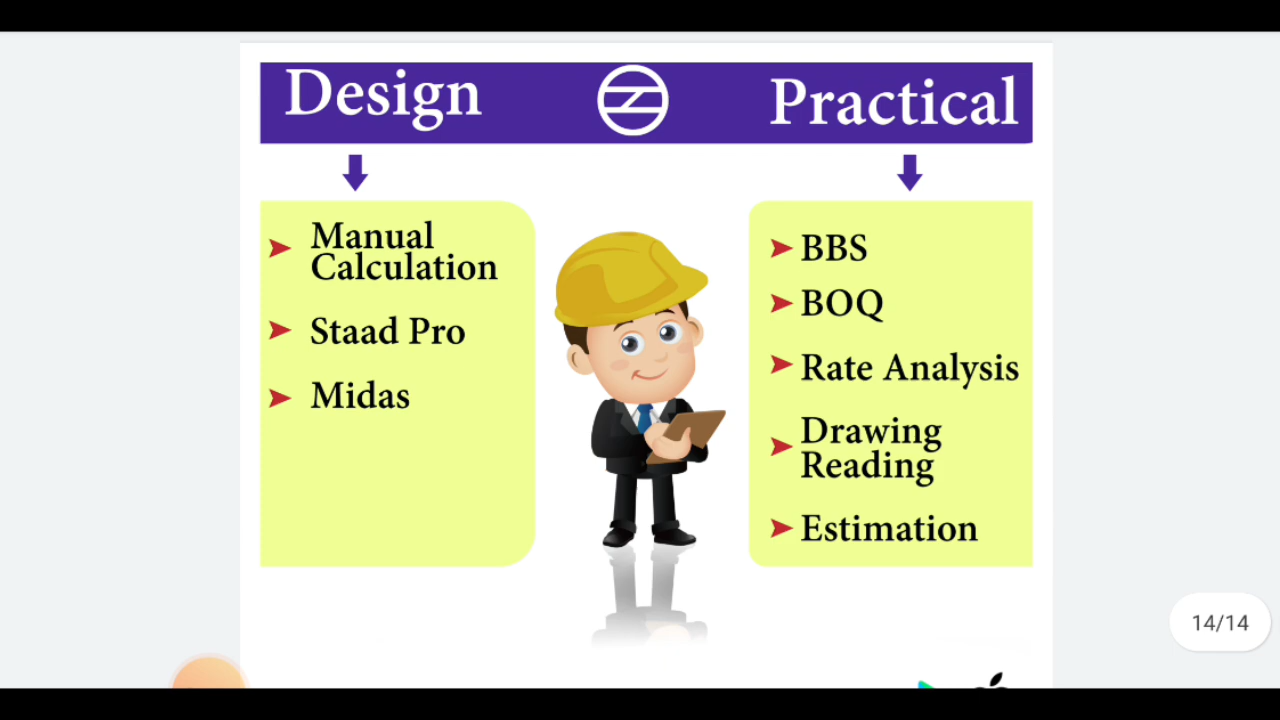 Design
Practical
Manual
Calculation
Staad Pro
Midas
BBS
BOQ
Rate Analysis
Drawing
Reading
Estimation
14/14